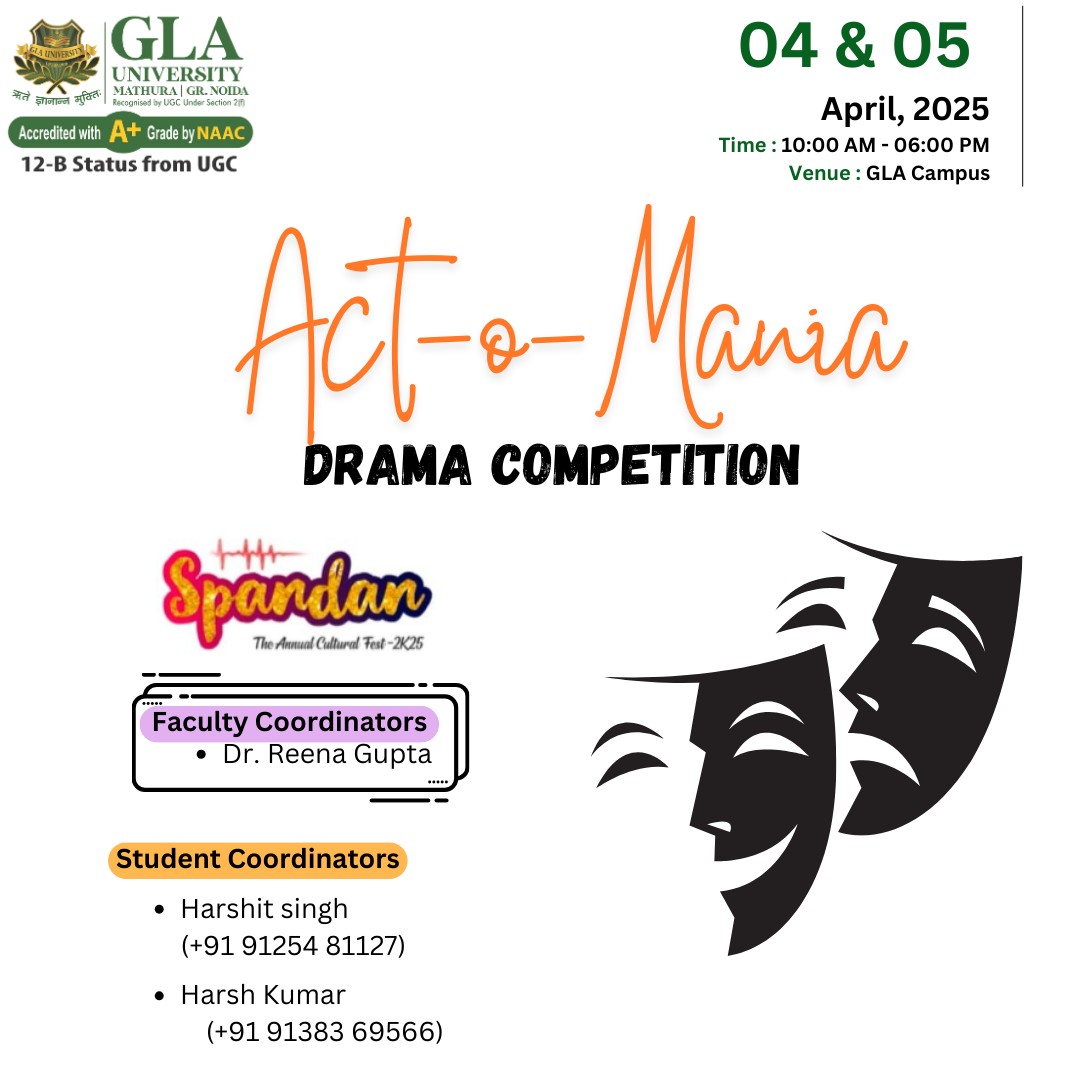 GLA UNIVERSITY
ऋते ज्ञानान्न मुक्तिः
GLA
UNIVERSITY
MATHURA | GR. NOIDA
Recognised by UGC Under Section 2(f)
Accredited with A+ Grade by NAAC
12-B Status from UGC
04 & 05
April, 2025
Time : 10:00 AM - 06:00 PM
Venue : GLA Campus
Act-o-Mania
DRAMA COMPETITION
Spandan
The Annual Cultural Fest -2K25
Faculty Coordinators
• Dr. Reena Gupta
Student Coordinators
• Harshit singh
(+91 91254 81127)
• Harsh Kumar
(+91 91383 69566)